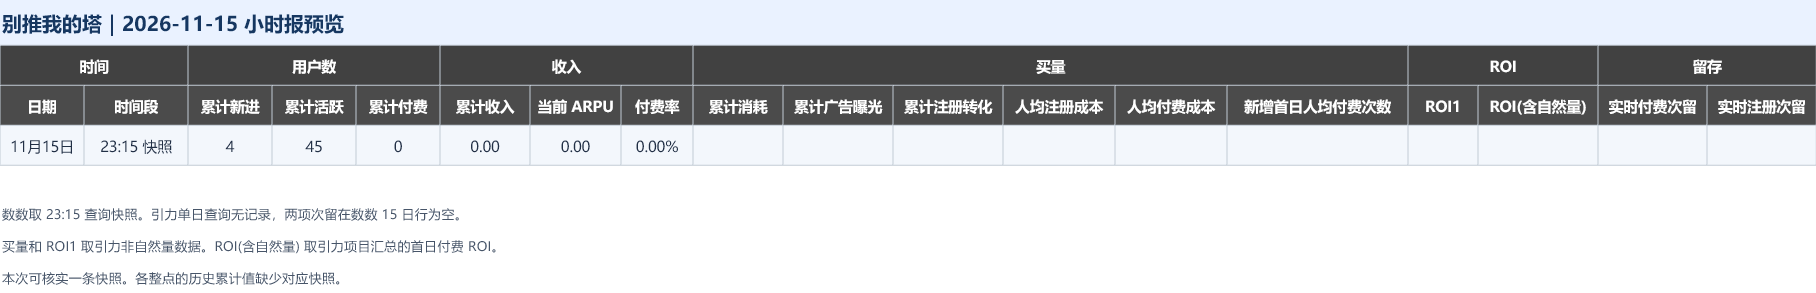 别推我的塔｜2026-11-15 小时报预览
时间 用户数 收入 买量 ROI 留存
日期 时间段 累计新进 累计活跃 累计付费 累计收入 当前 ARPU 付费率 累计消耗 累计广告曝光 累计注册转化 人均注册成本 人均付费成本 新增首日人均付费次数 ROI1 ROI(含自然量) 实时付费次留 实时注册次留
11月15日 23:15 快照 4 45 0 0.00 0.00 0.00%
数数取 23:15 查询快照。引力单日查询无记录，两项次留在数数 15 日行为空。
买量和 ROI1 取引力非自然量数据。ROI(含自然量) 取引力项目汇总的首日付费 ROI。
本次可核实一条快照。各整点的历史累计值缺少对应快照。